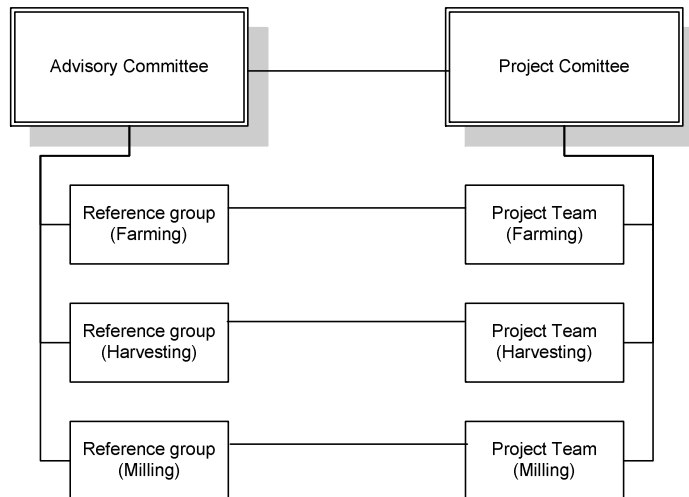 Advisory Committee
Project Comittee
Reference group
(Farming)
Project Team
(Farming)
Reference group
(Harvesting)
Project Team
(Harvesting)
Reference group
(Milling)
Project Team
(Milling)